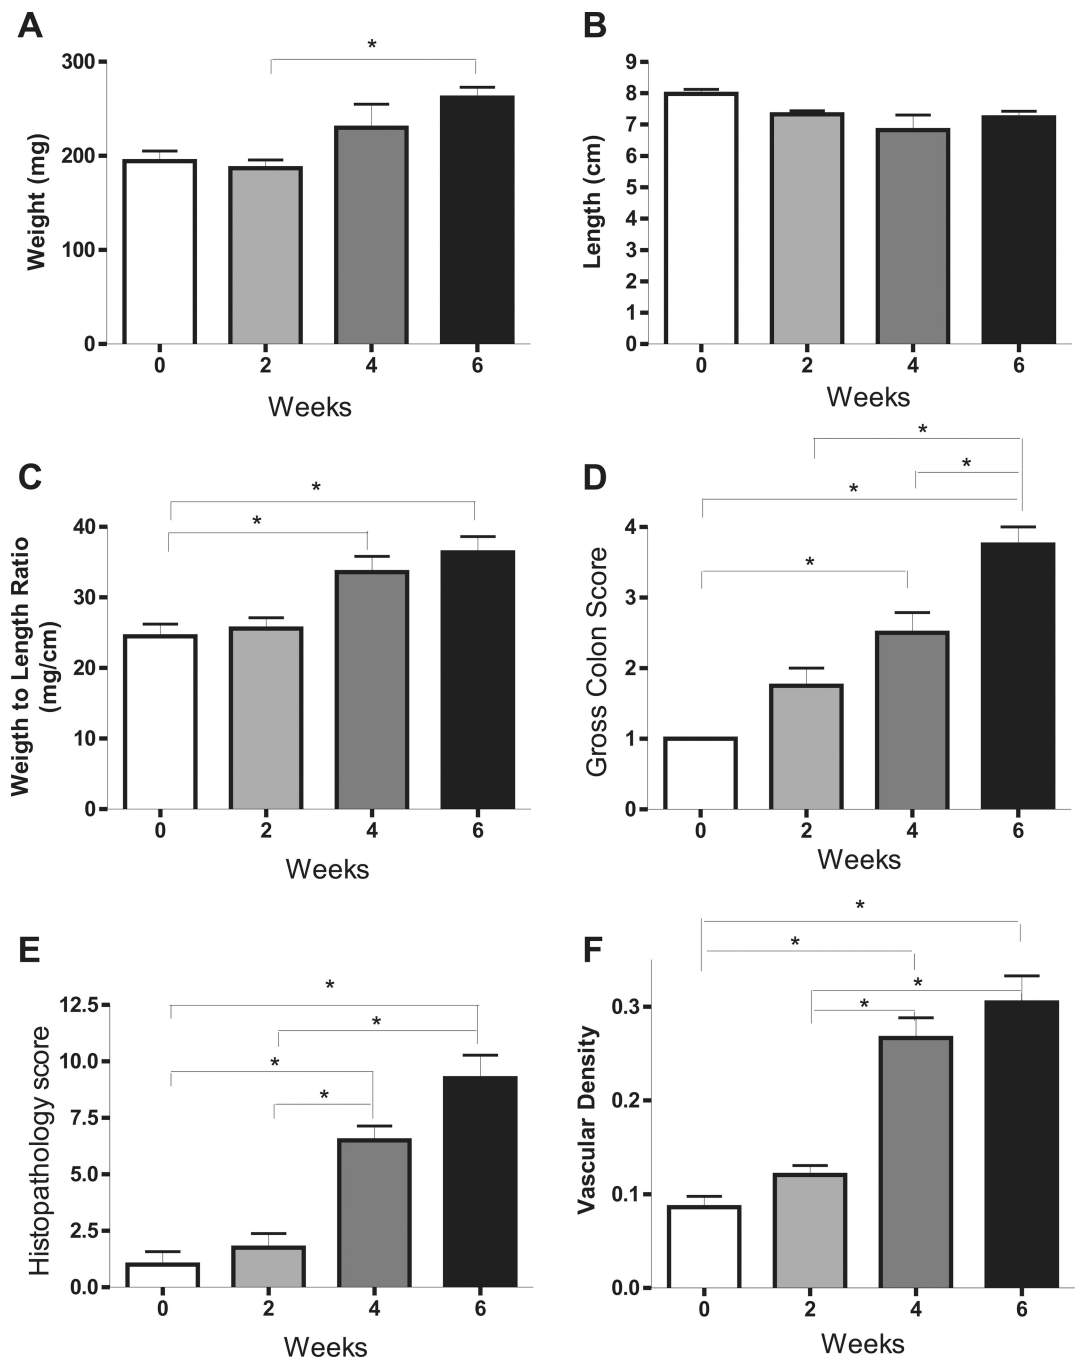 A
*
300
200
100
0
Weight (mg)
0 2 4 6
Weeks
B
9
8
7
6
5
4
3
2
1
0
Length (cm)
0 2 4 6
Weeks
C
*
*
40
30
20
10
0
Weigth to Length Ratio
(mg/cm)
0 2 4 6
Weeks
D
*
*
*
*
4
3
2
1
0
Gross Colon Score
0 2 4 6
Weeks
E
*
*
*
*
12.5
10.0
7.5
5.0
2.5
0.0
Histopathology score
0 2 4 6
Weeks
F
*
*
*
*
0.3
0.2
0.1
0.0
Vascular Density
0 2 4 6
Weeks